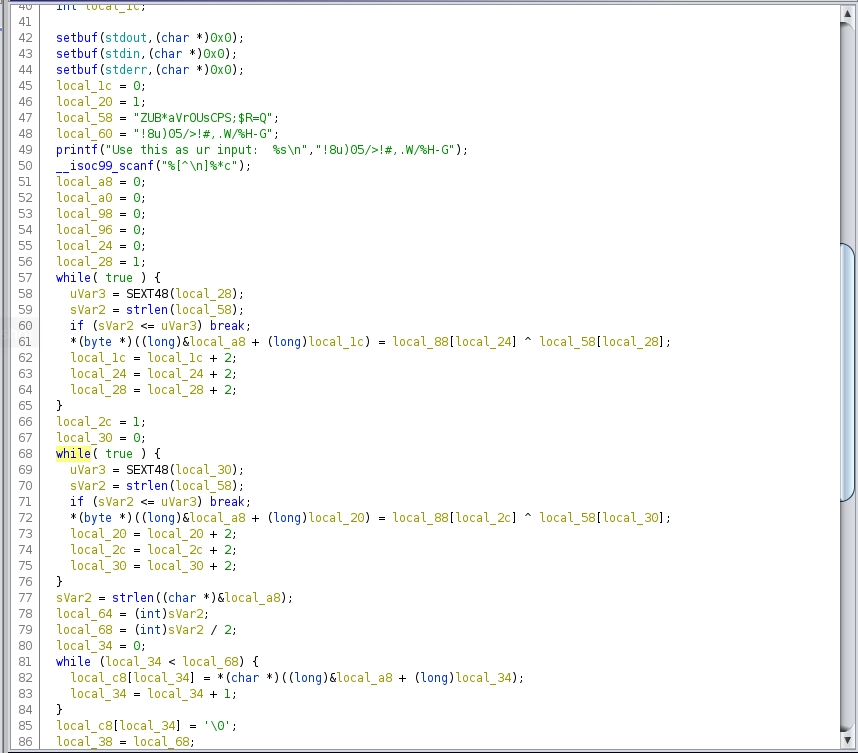 40 int local_1c;
41
42 setbuf(stdout,(char *)0x0);
43 setbuf(stdin,(char *)0x0);
44 setbuf(stderr,(char *)0x0);
45 local_1c = 0;
46 local_20 = 1;
47 local_58 = "ZUB*aVrOUsCPS;$R=Q";
48 local_60 = "!8u)05/>!#,.W/%H-G";
49 printf("Use this as ur input:  %s\n","!8u)05/>!#,.W/%H-G");
50 __isoc99_scanf("%[^\n]%*c");
51 local_a8 = 0;
52 local_a0 = 0;
53 local_98 = 0;
54 local_96 = 0;
55 local_24 = 0;
56 local_28 = 1;
57 while( true ) {
58 uVar3 = SEXT48(local_28);
59 sVar2 = strlen(local_58);
60 if (sVar2 <= uVar3) break;
61 *(byte *)((long)&local_a8 + (long)local_1c) = local_88[local_24] ^ local_58[local_28];
62 local_1c = local_1c + 2;
63 local_24 = local_24 + 2;
64 local_28 = local_28 + 2;
65 }
66 local_2c = 1;
67 local_30 = 0;
68 while( true ) {
69 uVar3 = SEXT48(local_30);
70 sVar2 = strlen(local_58);
71 if (sVar2 <= uVar3) break;
72 *(byte *)((long)&local_a8 + (long)local_20) = local_88[local_2c] ^ local_58[local_30];
73 local_20 = local_20 + 2;
74 local_2c = local_2c + 2;
75 local_30 = local_30 + 2;
76 }
77 sVar2 = strlen((char *)&local_a8);
78 local_64 = (int)sVar2;
79 local_68 = (int)sVar2 / 2;
80 local_34 = 0;
81 while (local_34 < local_68) {
82 local_c8[local_34] = *(char *)((long)&local_a8 + (long)local_34);
83 local_34 = local_34 + 1;
84 }
85 local_c8[local_34] = '\0';
86 local_38 = local_68;